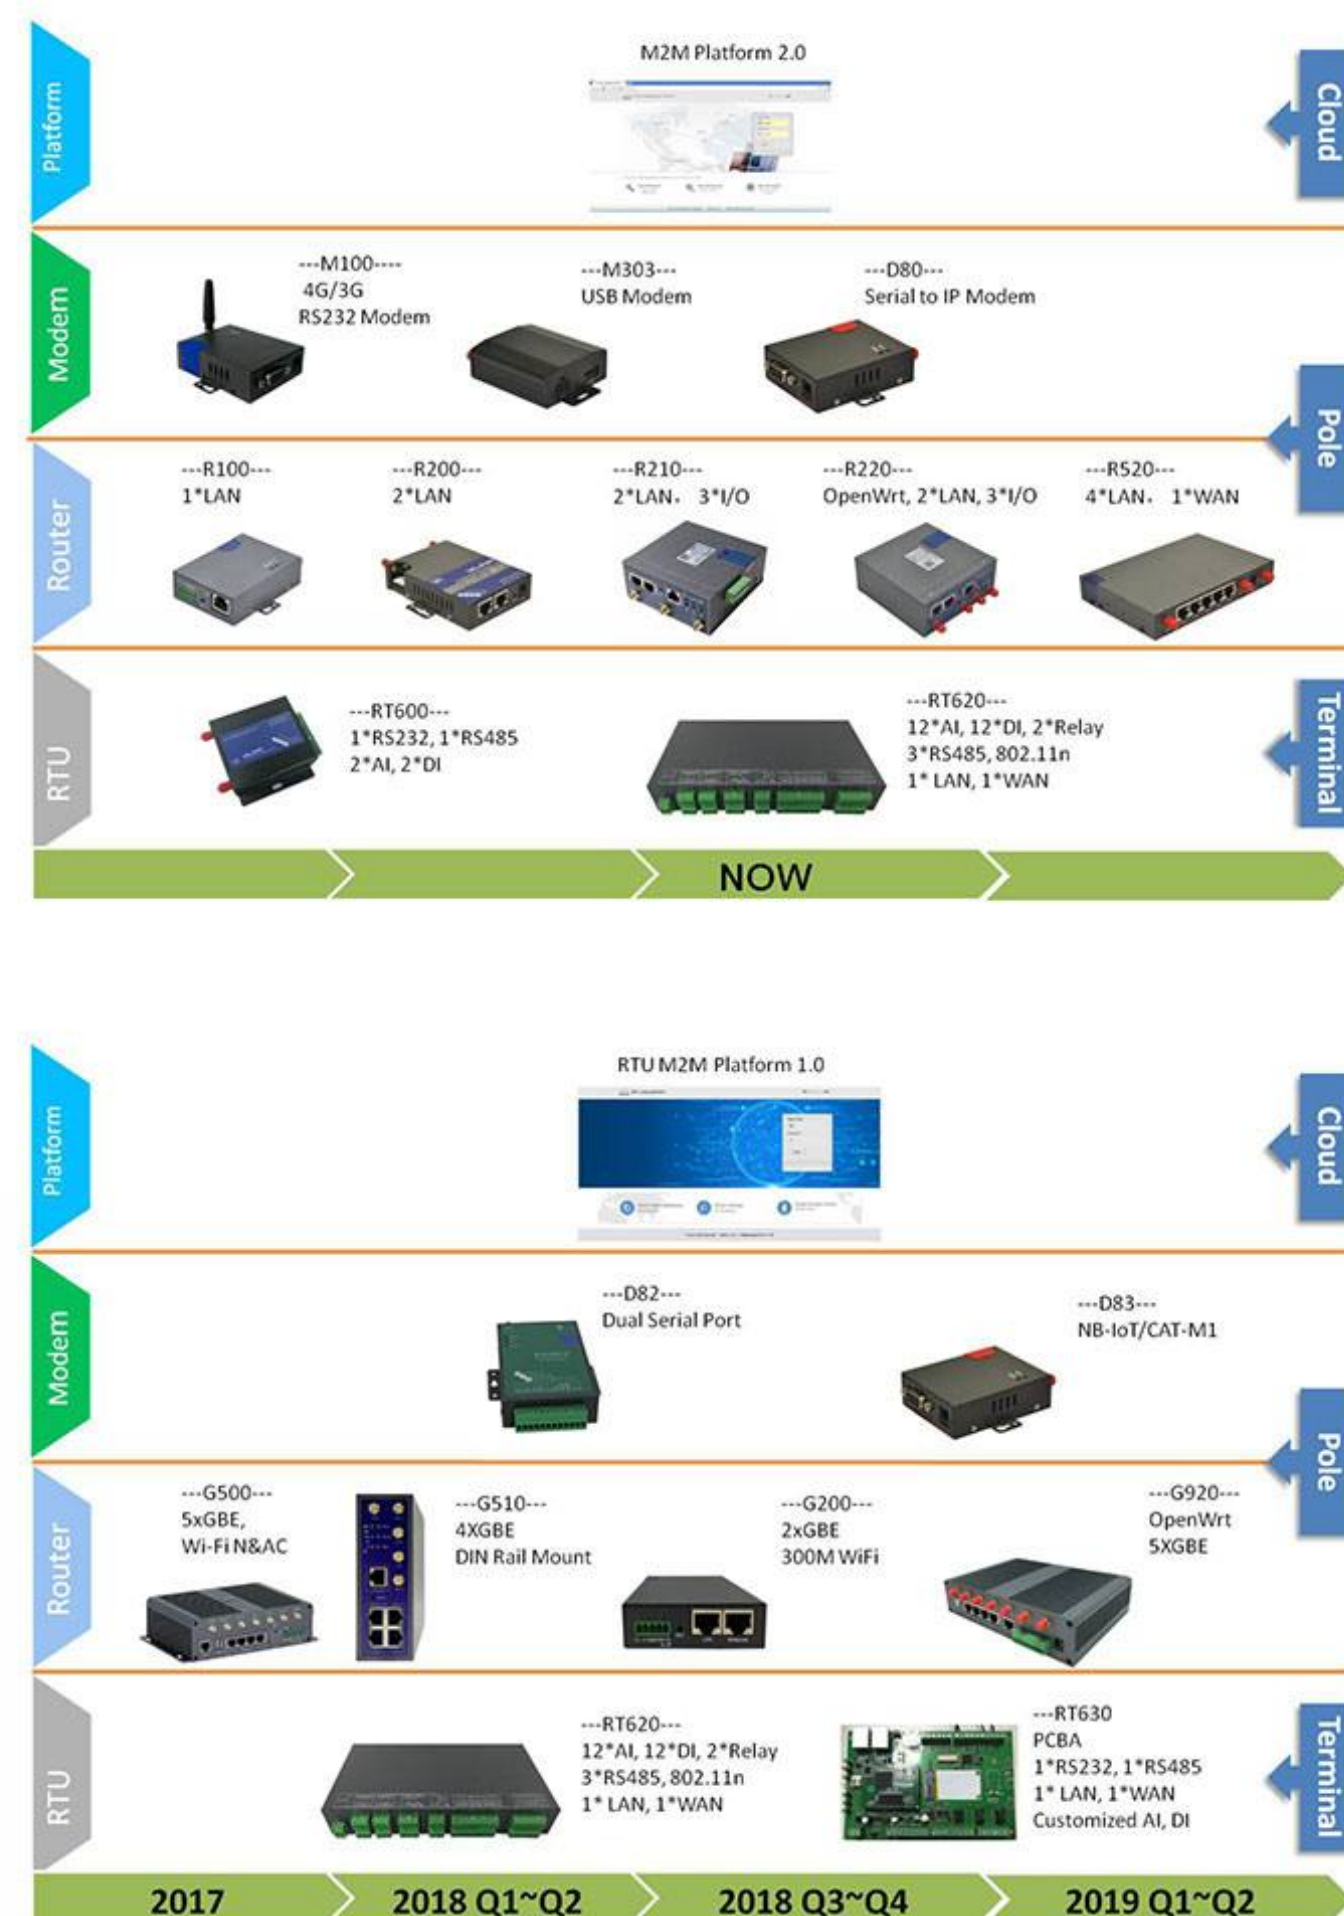 Platform
M2M Platform 2.0
Cloud
Modem
---M100----
4G/3G
RS232 Modem
---M303---
USB Modem
---D80---
Serial to IP Modem
Pole
Router
---R100---
1*LAN
---R200---
2*LAN
---R210---
2*LAN， 3*I/O
---R220---
OpenWrt, 2*LAN, 3*I/O
---R520---
4*LAN， 1*WAN
RTU
---RT600---
1*RS232, 1*RS485
2*AI, 2*DI
---RT620---
12*AI, 12*DI, 2*Relay
3*RS485, 802.11n
1* LAN, 1*WAN
Terminal
NOW
Platform
RTU M2M Platform 1.0
Cloud
Modem
---D82---
Dual Serial Port
---D83---
NB-IoT/CAT-M1
Pole
Router
---G500---
5xGBE,
Wi-Fi N&AC
---G510---
4XGBE
DIN Rail Mount
---G200---
2xGBE
300M WiFi
---G920---
OpenWrt
5XGBE
RTU
---RT620---
12*AI, 12*DI, 2*Relay
3*RS485, 802.11n
1* LAN, 1*WAN
---RT630
PCBA
1*RS232, 1*RS485
1* LAN, 1*WAN
Customized AI, DI
Terminal
2017
2018 Q1~Q2
2018 Q3~Q4
2019 Q1~Q2